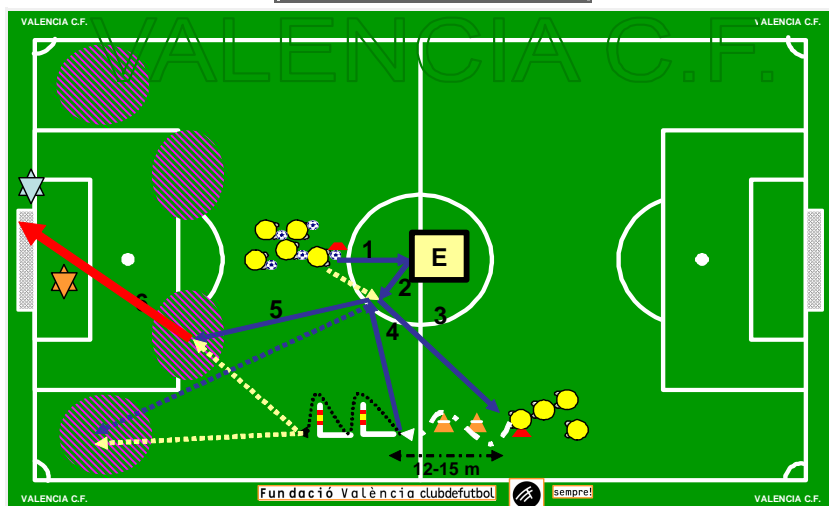 VALENCIA C.F.
VALENCIA C.F.
VALENCIA C.F.
1
E
2
6
5
3
4
12-15 m
Fundació València clubdefutbol
sempre!
VALENCIA C.F.
VALENCIA C.F.